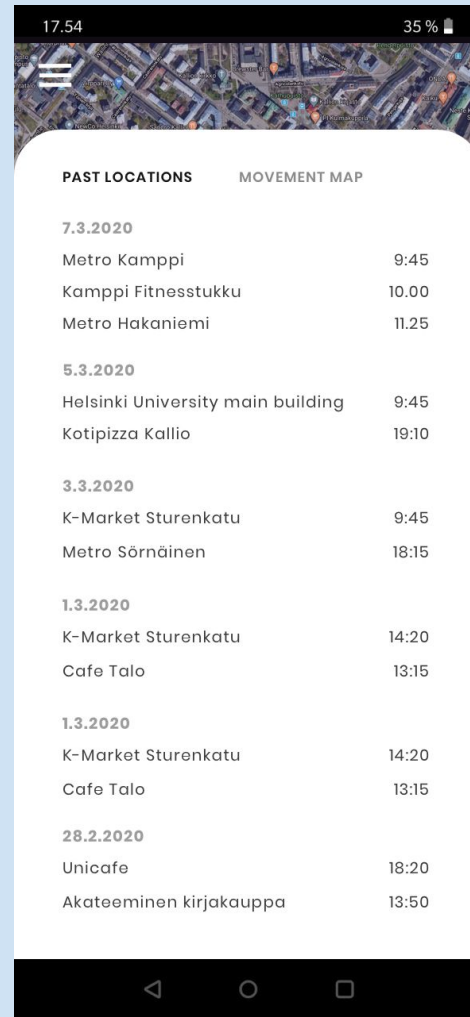 17.54 35 %
PAST LOCATIONS MOVEMENT MAP
7.3.2020
Metro Kamppi 9:45
Kamppi Fitnesstukku 10.00
Metro Hakaniemi 11.25
5.3.2020
Helsinki University main building 9:45
Kotipizza Kallio 19:10
3.3.2020
K-Market Sturenkatu 9:45
Metro Sörnäinen 18:15
1.3.2020
K-Market Sturenkatu 14:20
Cafe Talo 13:15
1.3.2020
K-Market Sturenkatu 14:20
Cafe Talo 13:15
28.2.2020
Unicafe 18:20
Akateeminen kirjakauppa 13:50